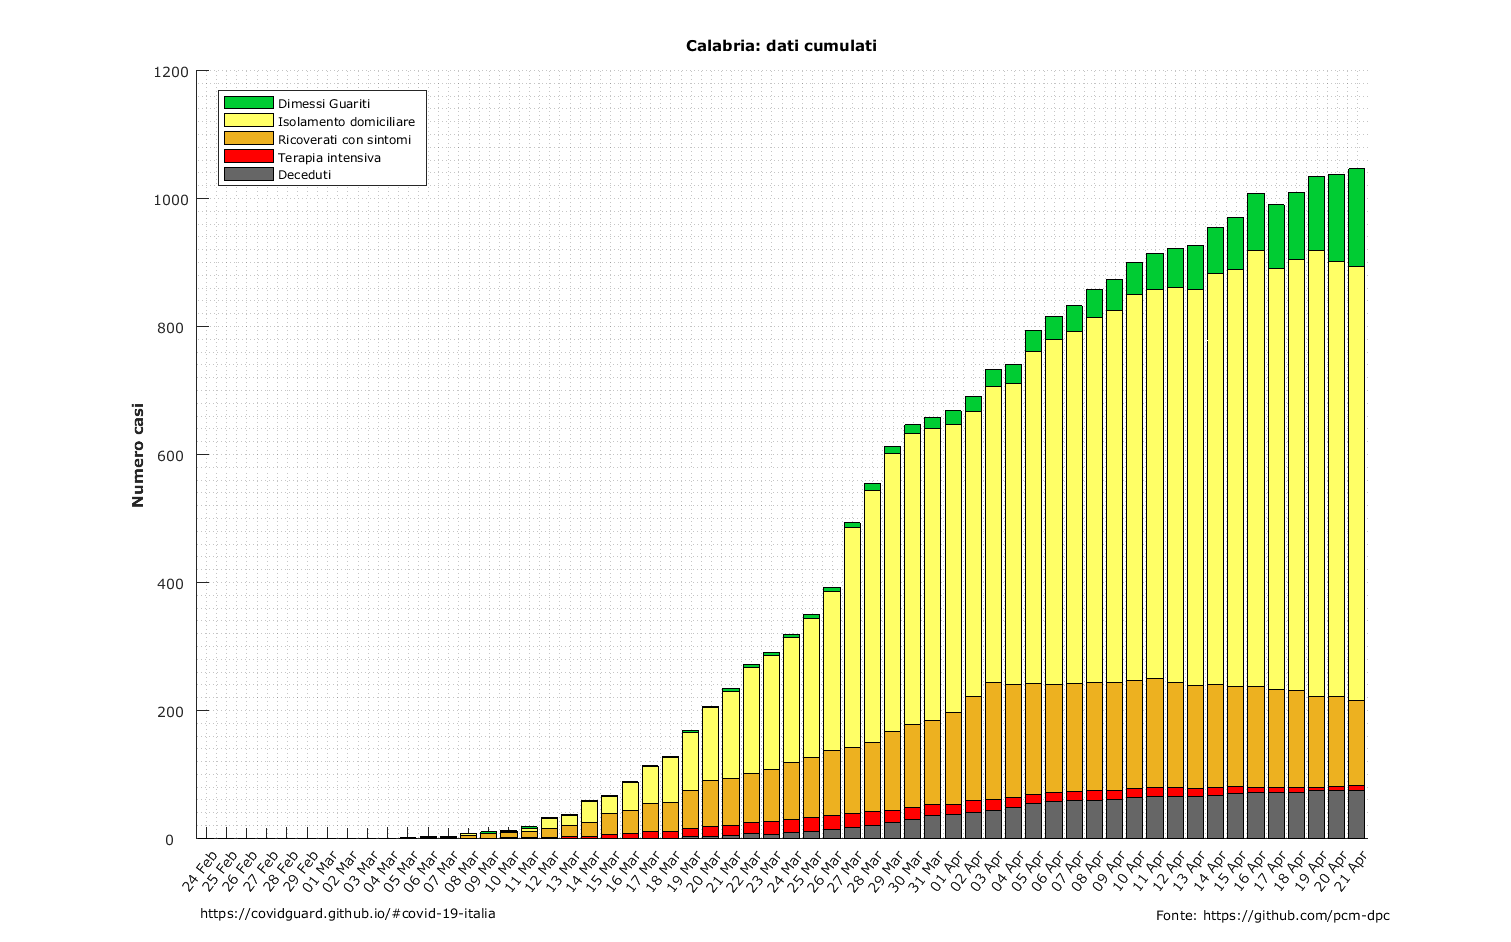 Calabria: dati cumulati
1200
1000
800
600
400
200
0
Numero casi
Dimessi Guariti
Isolamento domiciliare
Ricoverati con sintomi
Terapia intensiva
Deceduti
24 Feb
25 Feb
26 Feb
27 Feb
28 Feb
29 Feb
01 Mar
02 Mar
03 Mar
04 Mar
05 Mar
06 Mar
07 Mar
08 Mar
09 Mar
10 Mar
11 Mar
12 Mar
13 Mar
14 Mar
15 Mar
16 Mar
17 Mar
18 Mar
19 Mar
20 Mar
21 Mar
22 Mar
23 Mar
24 Mar
25 Mar
26 Mar
27 Mar
28 Mar
29 Mar
30 Mar
31 Mar
01 Apr
02 Apr
03 Apr
04 Apr
05 Apr
06 Apr
07 Apr
08 Apr
09 Apr
10 Apr
11 Apr
12 Apr
13 Apr
14 Apr
15 Apr
16 Apr
17 Apr
18 Apr
19 Apr
20 Apr
21 Apr
https://covidguard.github.io/#covid-19-italia
Fonte: https://github.com/pcm-dpc